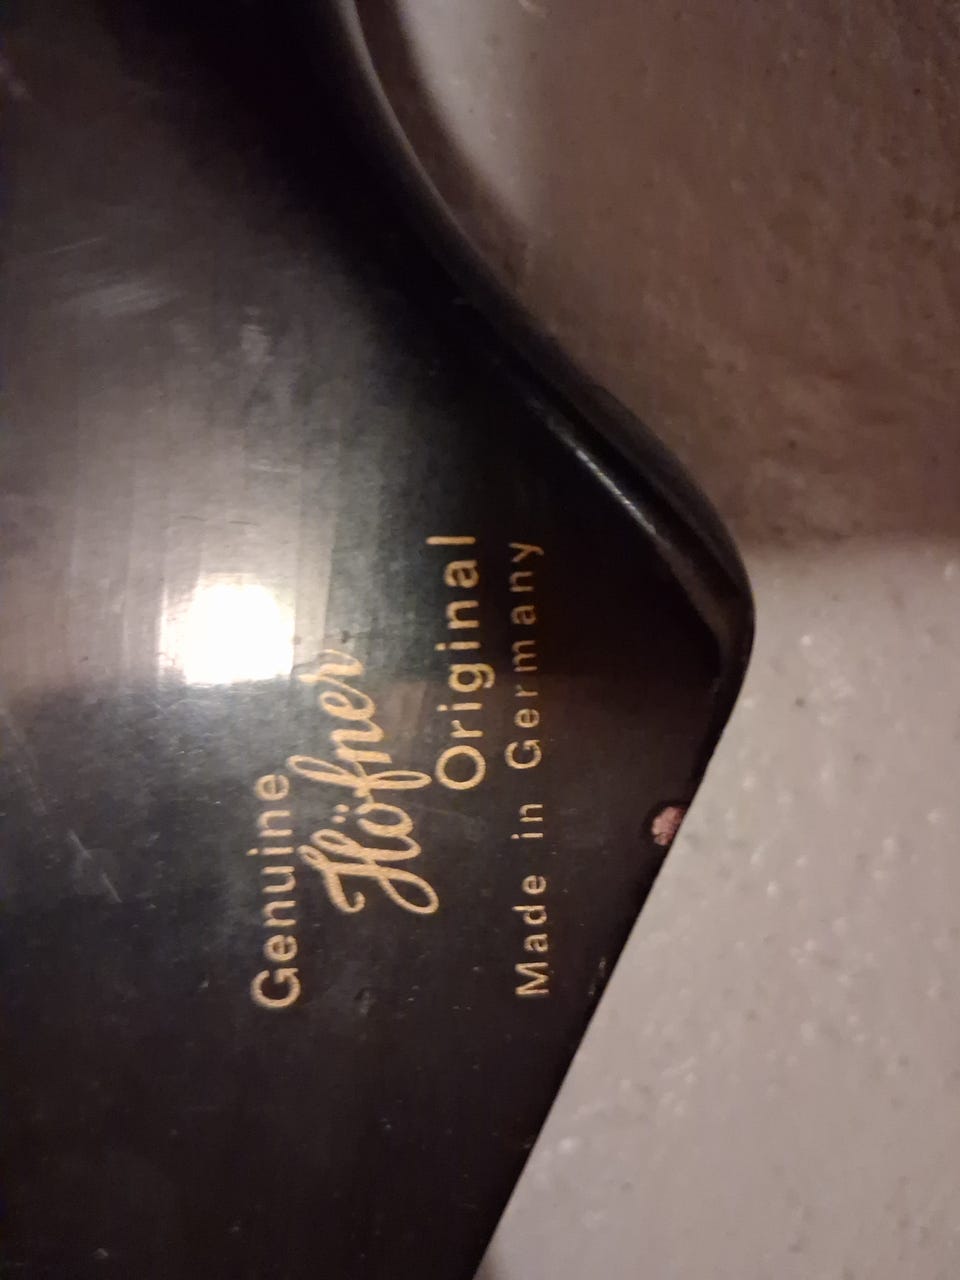 Genuine
Höfner
Original
Made in Germany